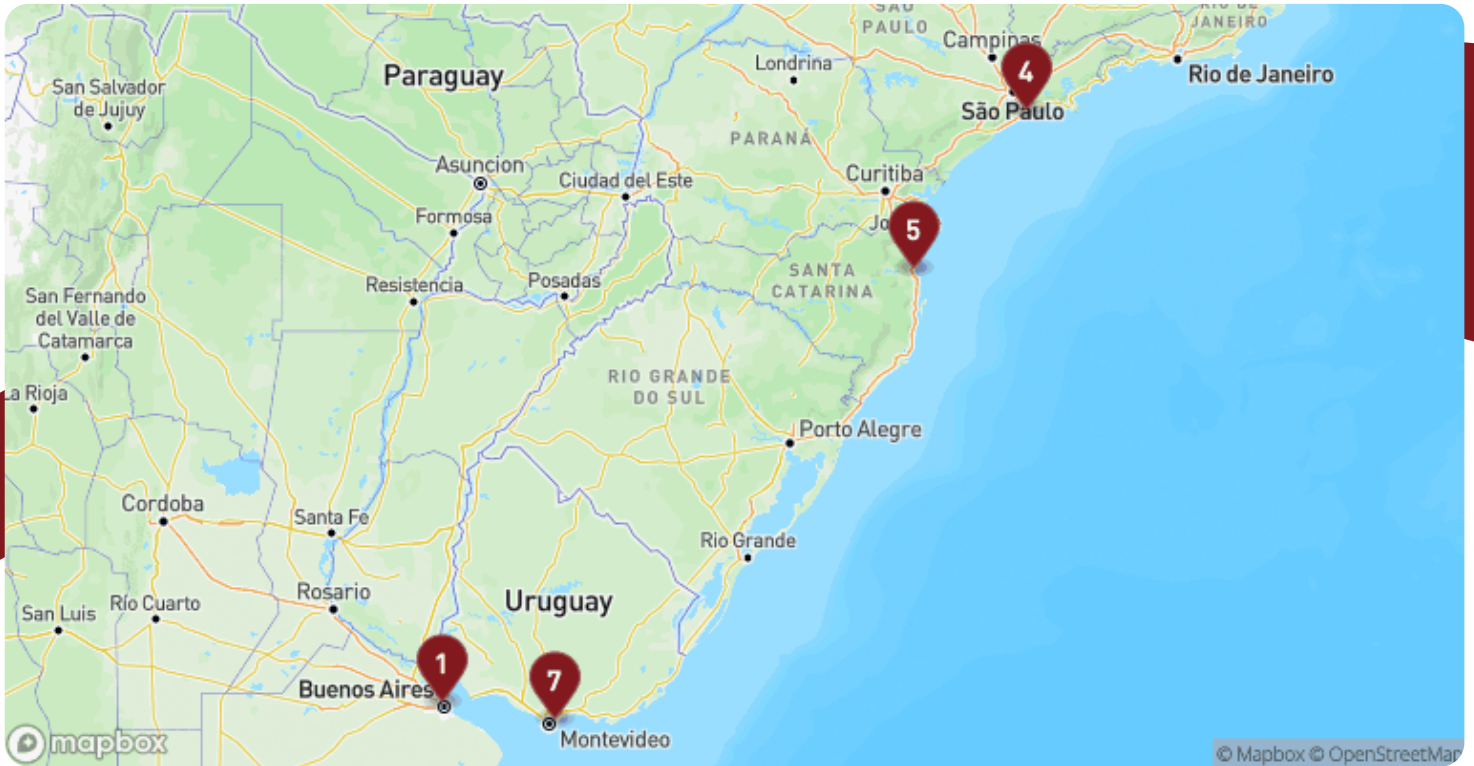 SÃO
PAULO
RIO DE
JANEIRO
Campinas
4
Londrina
Rio de Janeiro
Paraguay
San Salvador
de Jujuy
São Paulo
PARANÁ
Asuncion
Curitiba
Ciudad del Este
Formosa
Jo
5
SANTA
CATARINA
Posadas
Resistencia
San Fernando
del Valle de
Catamarca
RIO GRANDE
DO SUL
La Rioja
Porto Alegre
Cordoba
Santa Fe
Rio Grande
Rosario
Uruguay
Río Cuarto
San Luis
1
7
Buenos Aires
Montevideo
mapbox
© Mapbox © OpenStreetMap